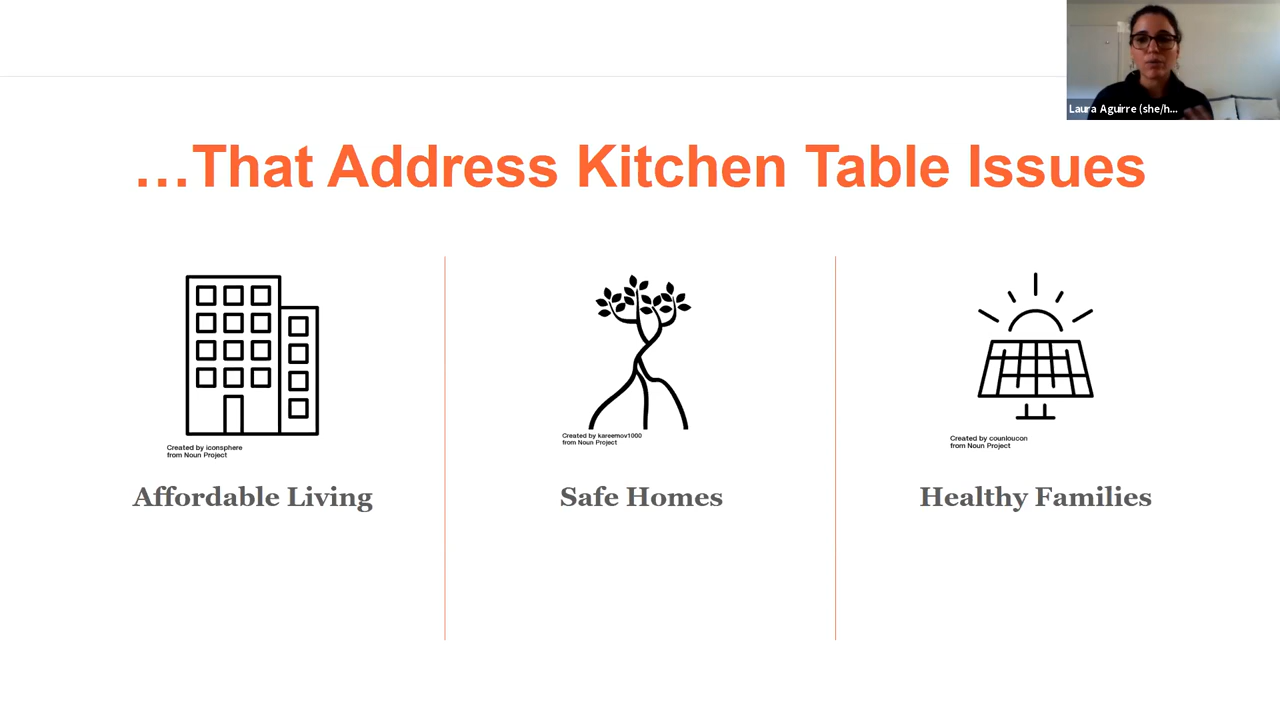 Laura Aguirre (she/h...
…That Address Kitchen Table Issues
Created by iconsphere
from Noun Project
Affordable Living
Created by kareemov1000
from Noun Project
Safe Homes
Created by counloucon
from Noun Project
Healthy Families